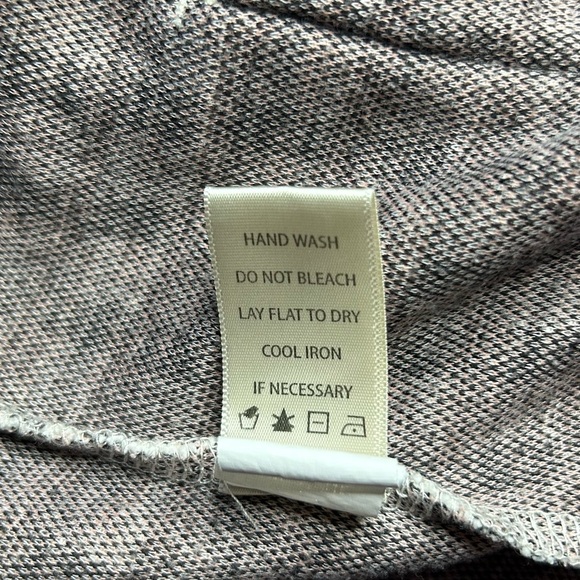 HAND WASH
DO NOT BLEACH
LAY FLAT TO DRY
COOL IRON
IF NECESSARY